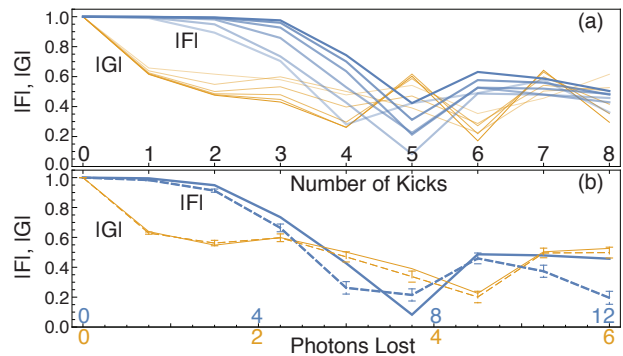 1.0
0.8
0.6
0.4
0.2
0.0
|F|, |G|
(a)
|F|
|G|
0 1 2 3 4 5 6 7 8
Number of Kicks
1.0
0.8
0.6
0.4
0.2
0.0
|F|, |G|
(b)
|F|
|G|
0 4 8 12
0 2 4 6
Photons Lost